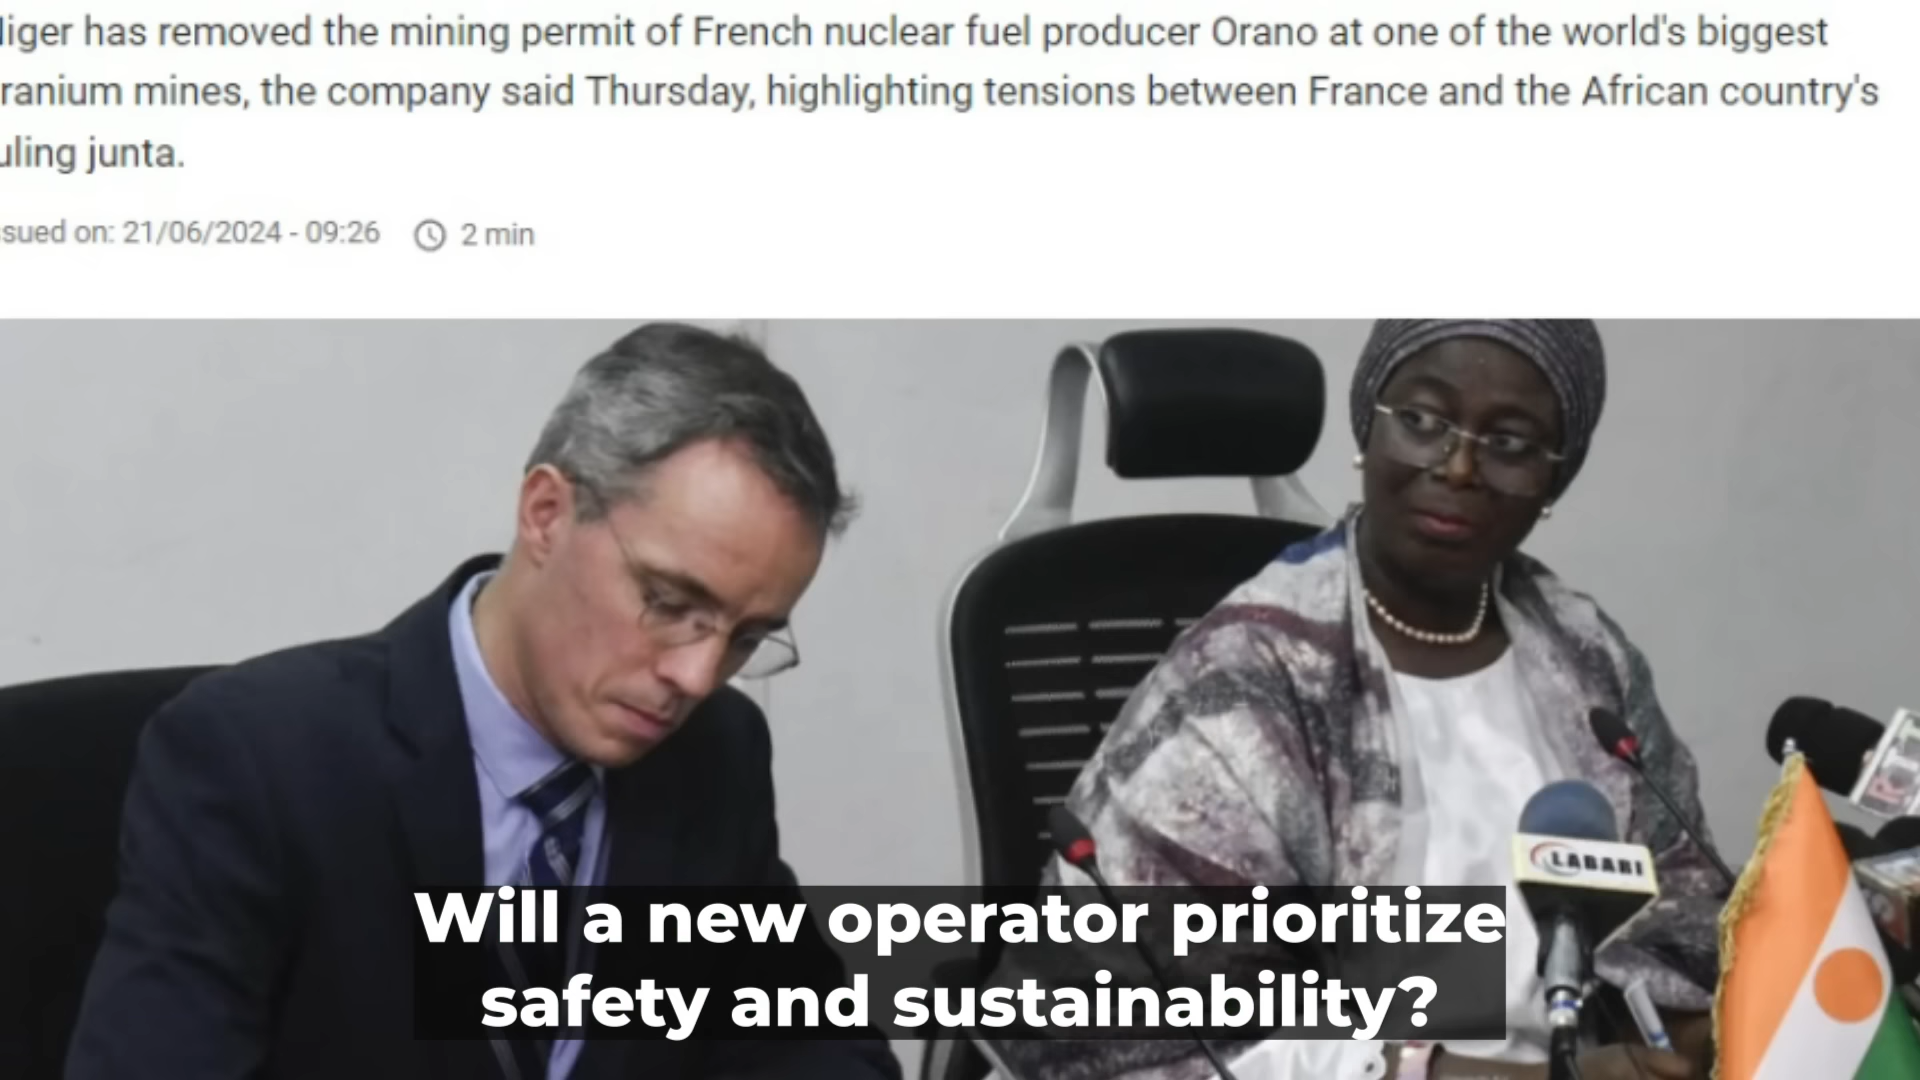 iger has removed the mining permit of French nuclear fuel producer Orano at one of the world's biggest
ranium mines, the company said Thursday, highlighting tensions between France and the African country's
uling junta.
ssued on: 21/06/2024 - 09:26 2 min
LABARI
Will a new operator prioritize
safety and sustainability?